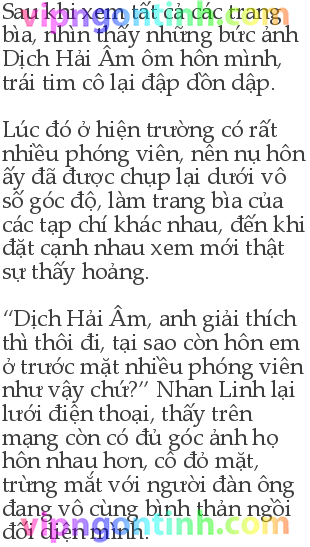 Sau khi xem tất cả các trang
vipngontinh.com
bìa, nhìn thấy những bức ảnh
Dịch Hải Âm ôm hôn mình,
trái tim cô lại đập dồn dập.
Lúc đó ở hiện trường có rất
nhiều phóng viên, nên nụ hôn
ấy đã được chụp lại dưới vô
số góc độ, làm trang bìa của
các tạp chí khác nhau, đến khi
đặt cạnh nhau xem mới thật
sự thấy hoảng.
“Dịch Hải Âm, anh giải thích
thì thôi đi, tại sao còn hôn em
ở trước mặt nhiều phóng viên
như vậy chứ?” Nhan Linh lại
lướt điện thoại, thấy trên
mạng còn có đủ góc ảnh họ
hôn nhau hơn, cô đỏ mặt,
trừng mắt với người đàn ông
đang vô cùng bình thản ngồi
vipngontinh.com
đối diện mình.